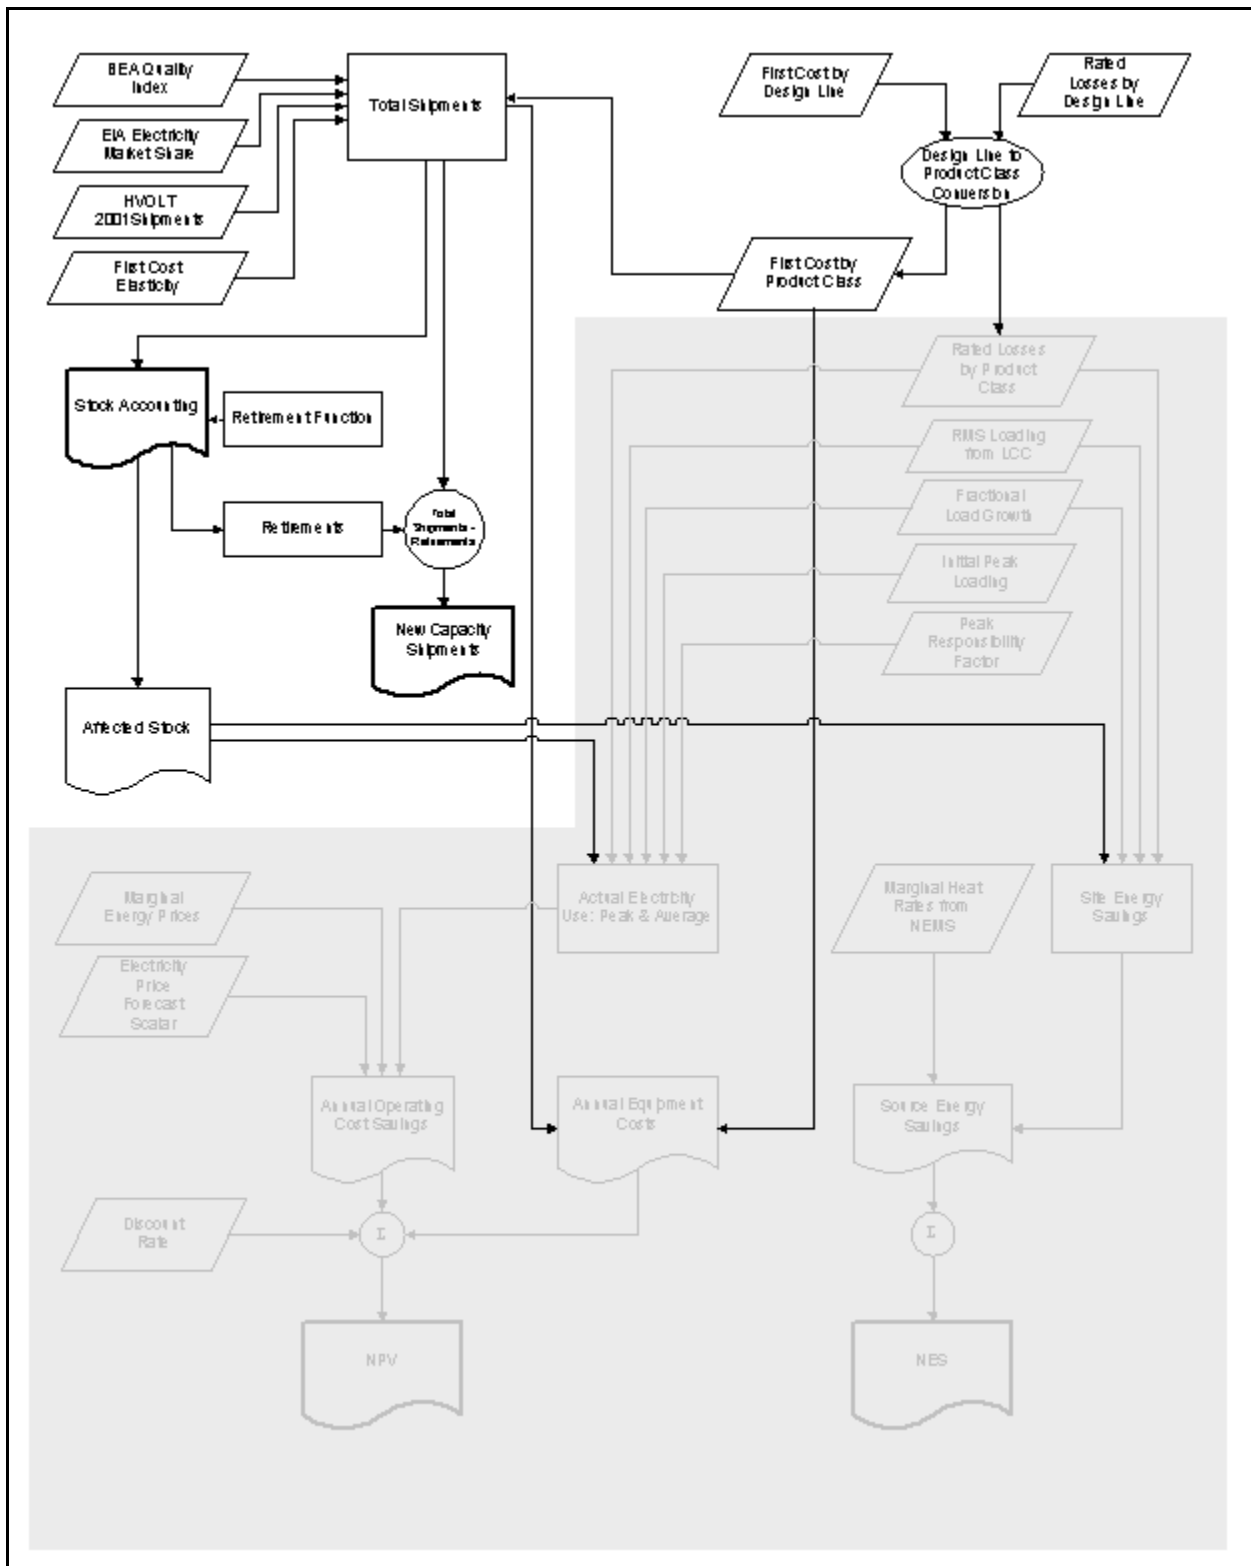 BEA Quality
Index
EIA Electricity
Market Share
HVOLT
2001 Shipments
First Cost
Elasticity
Total Shipments
First Cost by
Design Line
Rated
Losses by
Design Line
Design Line to
Product Class
Conversion
First Cost by
Product Class
Stock Accounting
Retirement Function
Retirements
Total
Shipments -
Retirements
New Capacity
Shipments
Affected Stock
Rated Losses
by Product
Class
RMS Loading
from LCC
Fractional
Load Growth
Initial Peak
Loading
Peak
Responsibility
Factor
Marginal
Energy Prices
Electricity
Price
Forecast
Scalar
Actual Electricity
Use: Peak & Average
Marginal Heat
Rates from
NEMS
Site Energy
Savings
Annual Operating
Cost Savings
Annual Equipment
Costs
Source Energy
Savings
Discount
Rate
Σ
Σ
NPV
NES